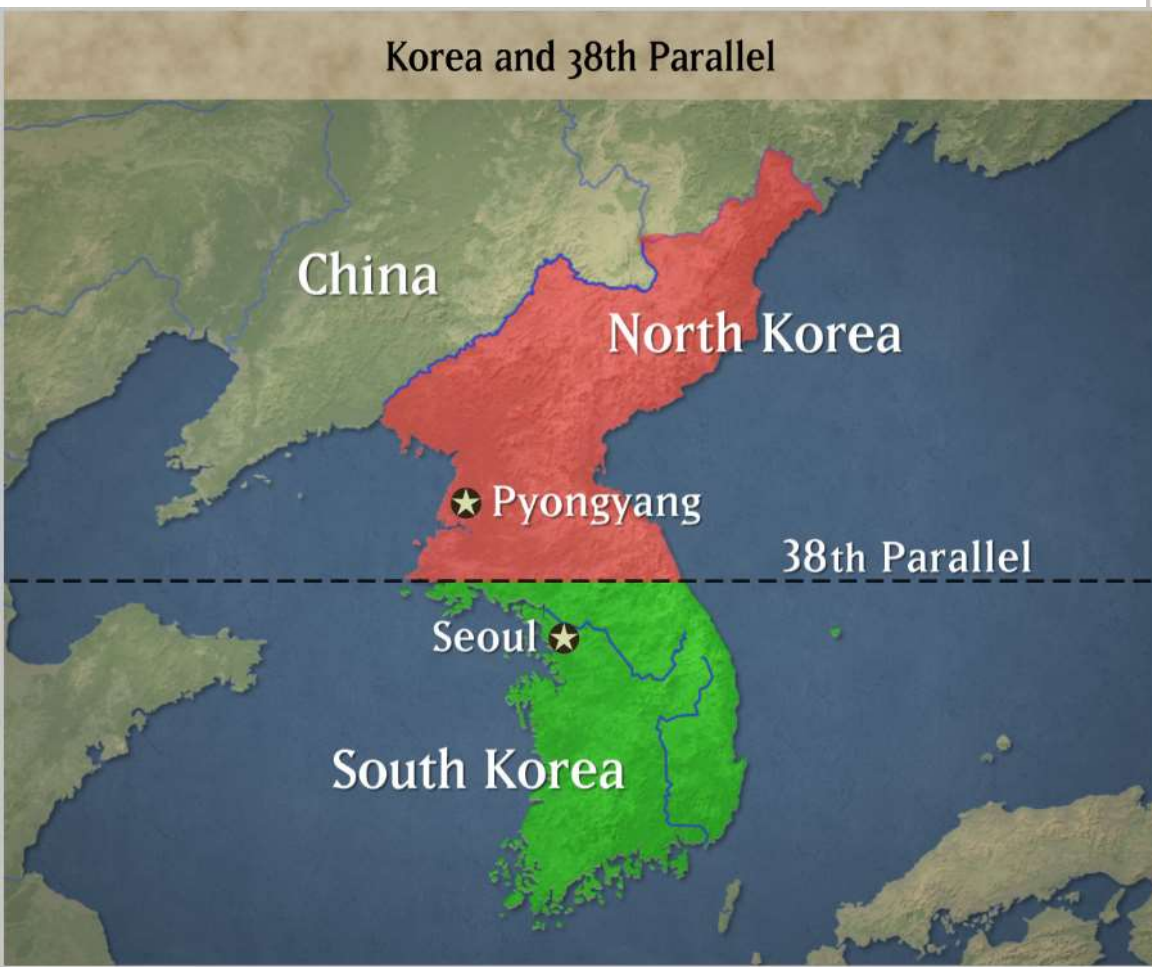 Korea and 38th Parallel
China
North Korea
Pyongyang
38th Parallel
Seoul
South Korea